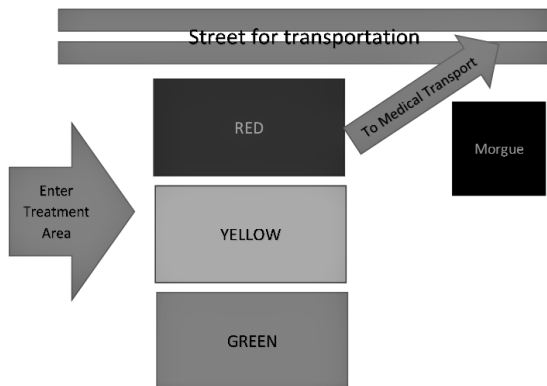 Street for transportation
RED
To Medical Transport
Morgue
Enter
Treatment
Area
YELLOW
GREEN